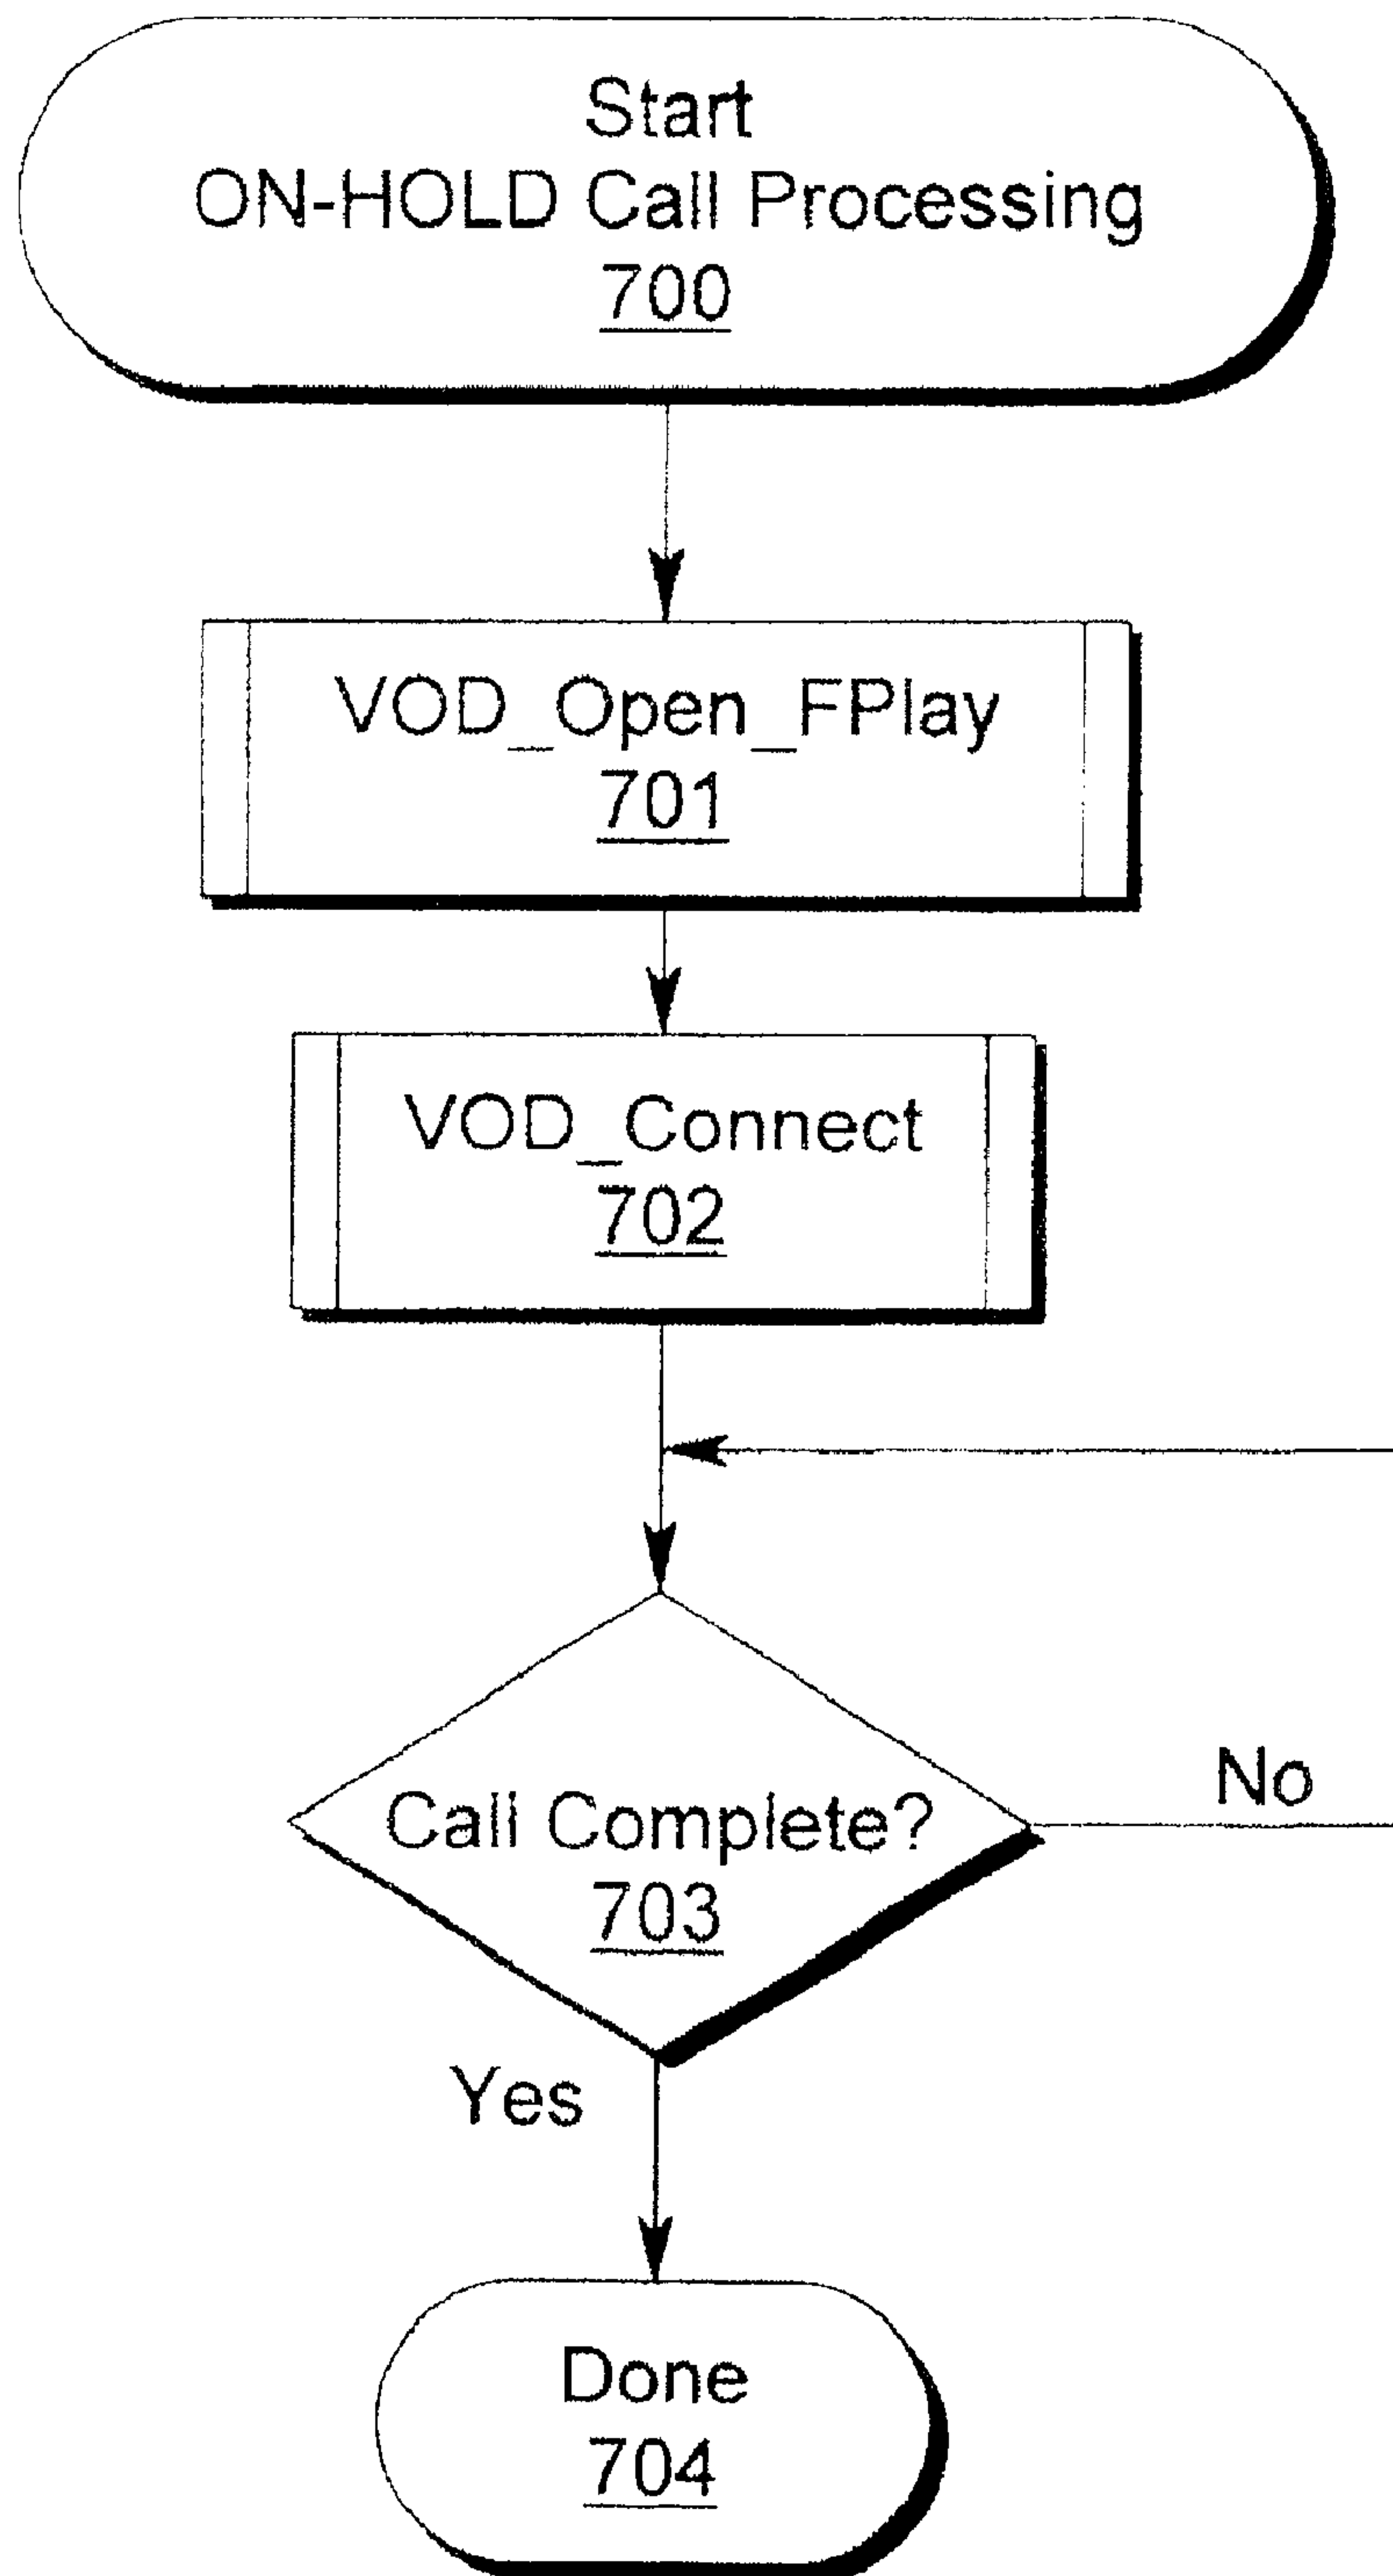 Start
ON-HOLD Call Processing
700
VOD_Open_FPlay
701
VOD_Connect
702
Call Complete?
703
No
Yes
Done
704